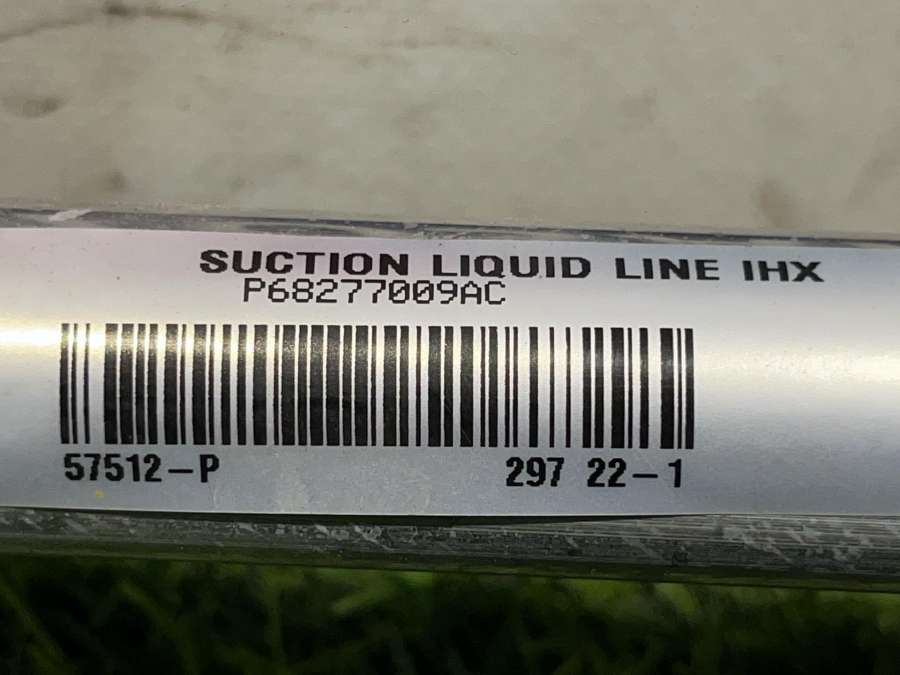 SUCTION LIQUID LINE IHX
P68277009AC
57512-P 297 22-1